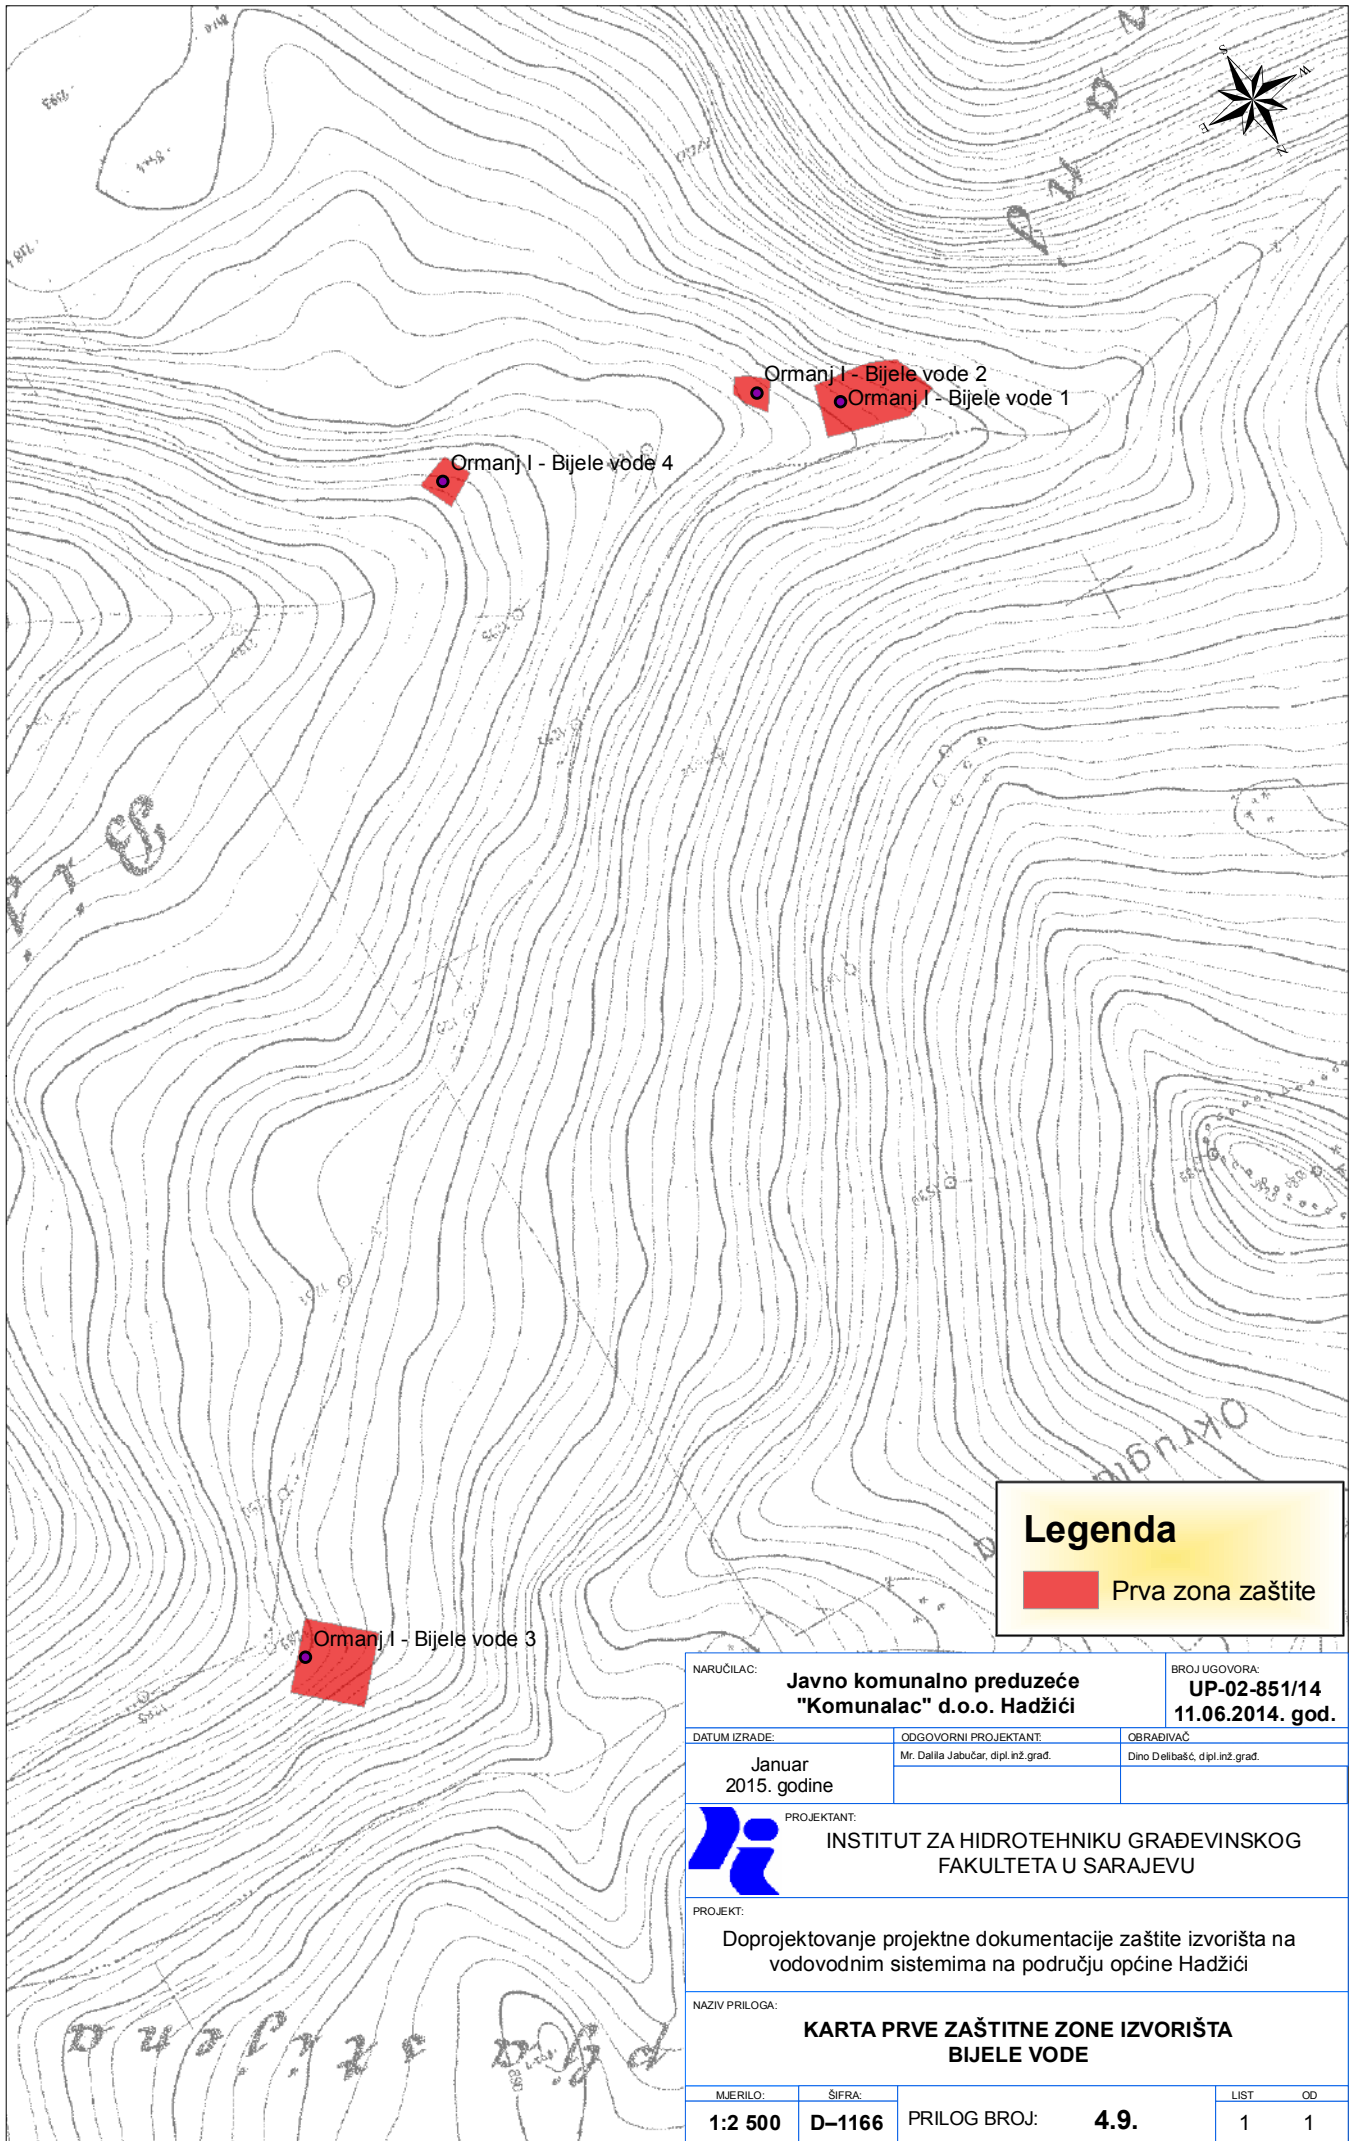 S
W
E
N
Ormanj I - Bijele vode 2
Ormanj I - Bijele vode 1
Ormanj I - Bijele vode 4
Ormanj I - Bijele vode 3
Legenda
Prva zona zaštite
NARUČILAC:
Javno komunalno preduzeće
"Komunalac" d.o.o. Hadžići
BROJ UGOVORA:
UP-02-851/14
11.06.2014. god.
DATUM IZRADE:
Januar
2015. godine
ODGOVORNI PROJEKTANT:
Mr. Dalila Jabučar, dipl.inž.građ.
OBRAĐIVAČ
Dino Delibašć, dipl.inž.građ.
PROJEKTANT:
INSTITUT ZA HIDROTEHNIKU GRAĐEVINSKOG
FAKULTETA U SARAJEVU
PROJEKT:
Doprojektovanje projektne dokumentacije zaštite izvorišta na
vodovodnim sistemima na području općine Hadžići
NAZIV PRILOGA:
KARTA PRVE ZAŠTITNE ZONE IZVORIŠTA
BIJELE VODE
MJERILO:
1:2 500
ŠIFRA:
D–1166
PRILOG BROJ: 4.9.
LIST OD
1 1